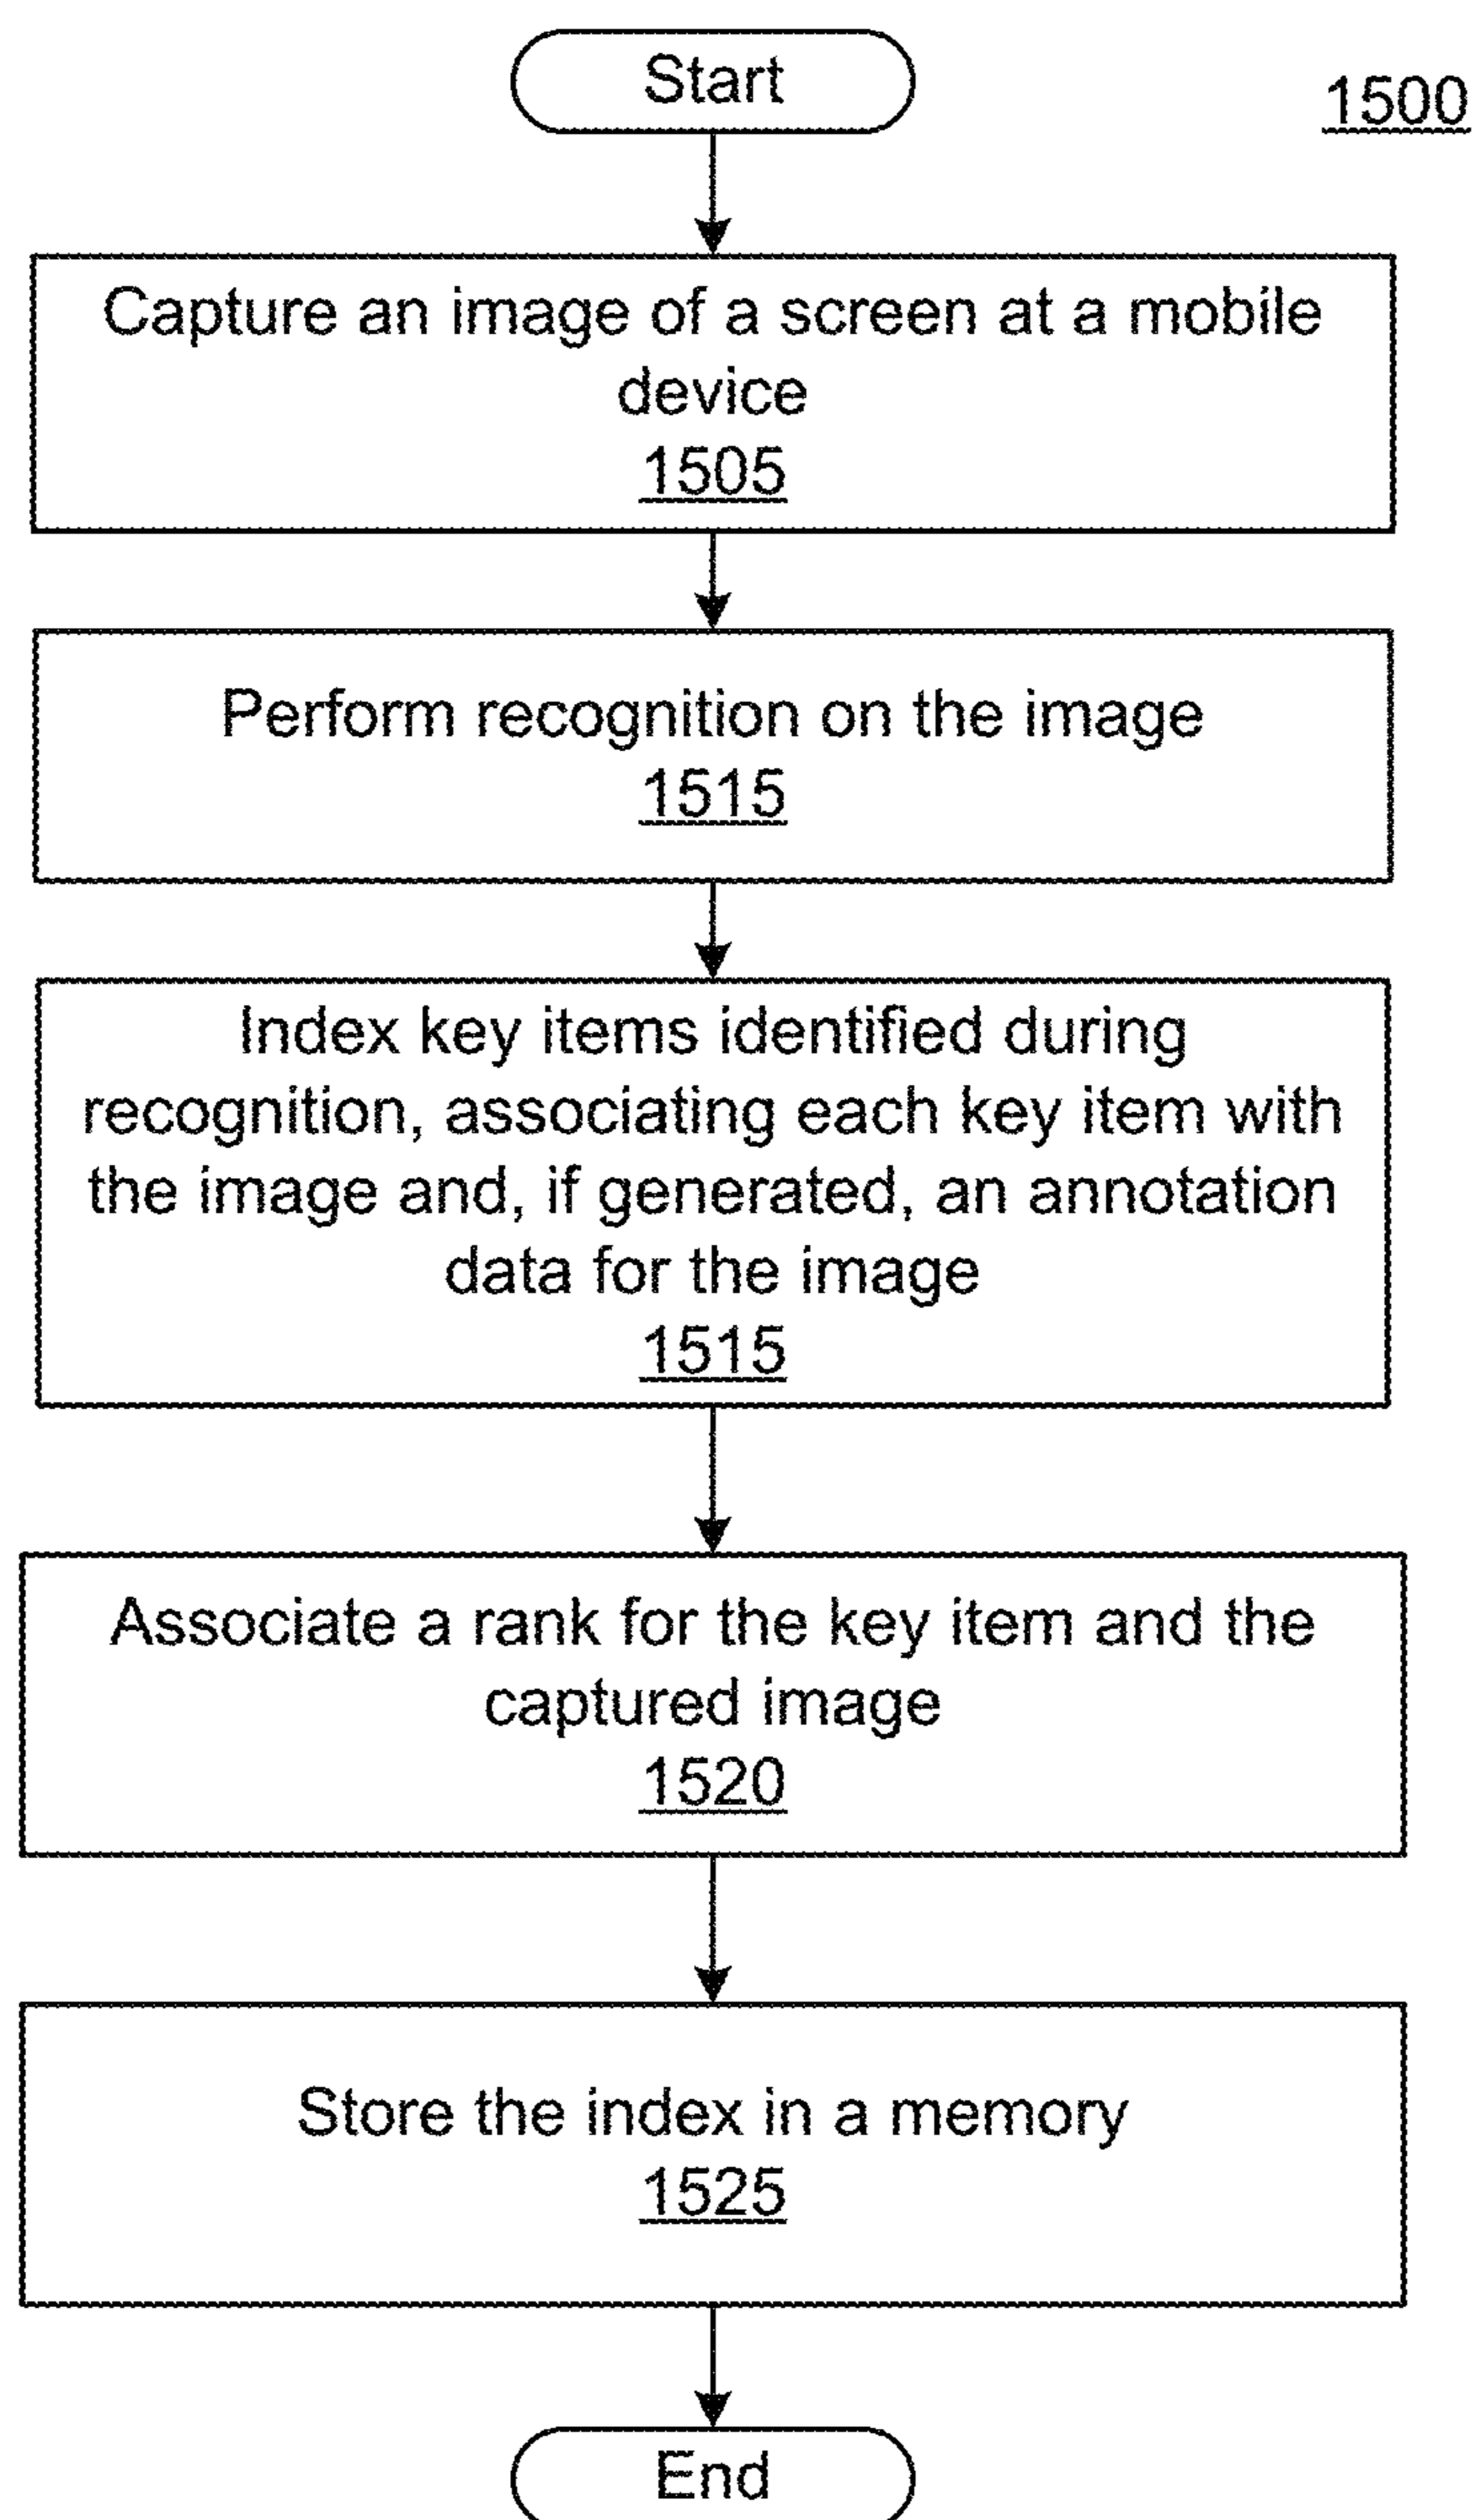 Start
1500
Capture an image of a screen at a mobile
device
1505
Perform recognition on the image
1515
Index key items identified during
recognition, associating each key item with
the image and, if generated, an annotation
data for the image
1515
Associate a rank for the key item and the
captured image
1520
Store the index in a memory
1525
End